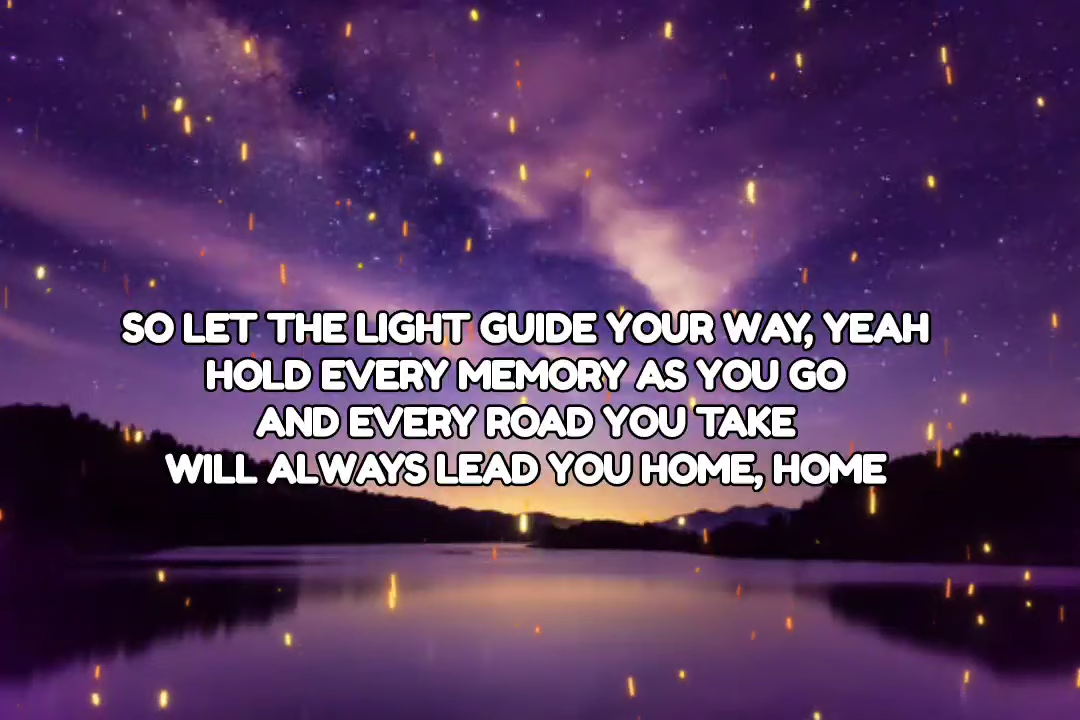 SO LET THE LIGHT GUIDE YOUR WAY, YEAH
HOLD EVERY MEMORY AS YOU GO
AND EVERY ROAD YOU TAKE
WILL ALWAYS LEAD YOU HOME, HOME